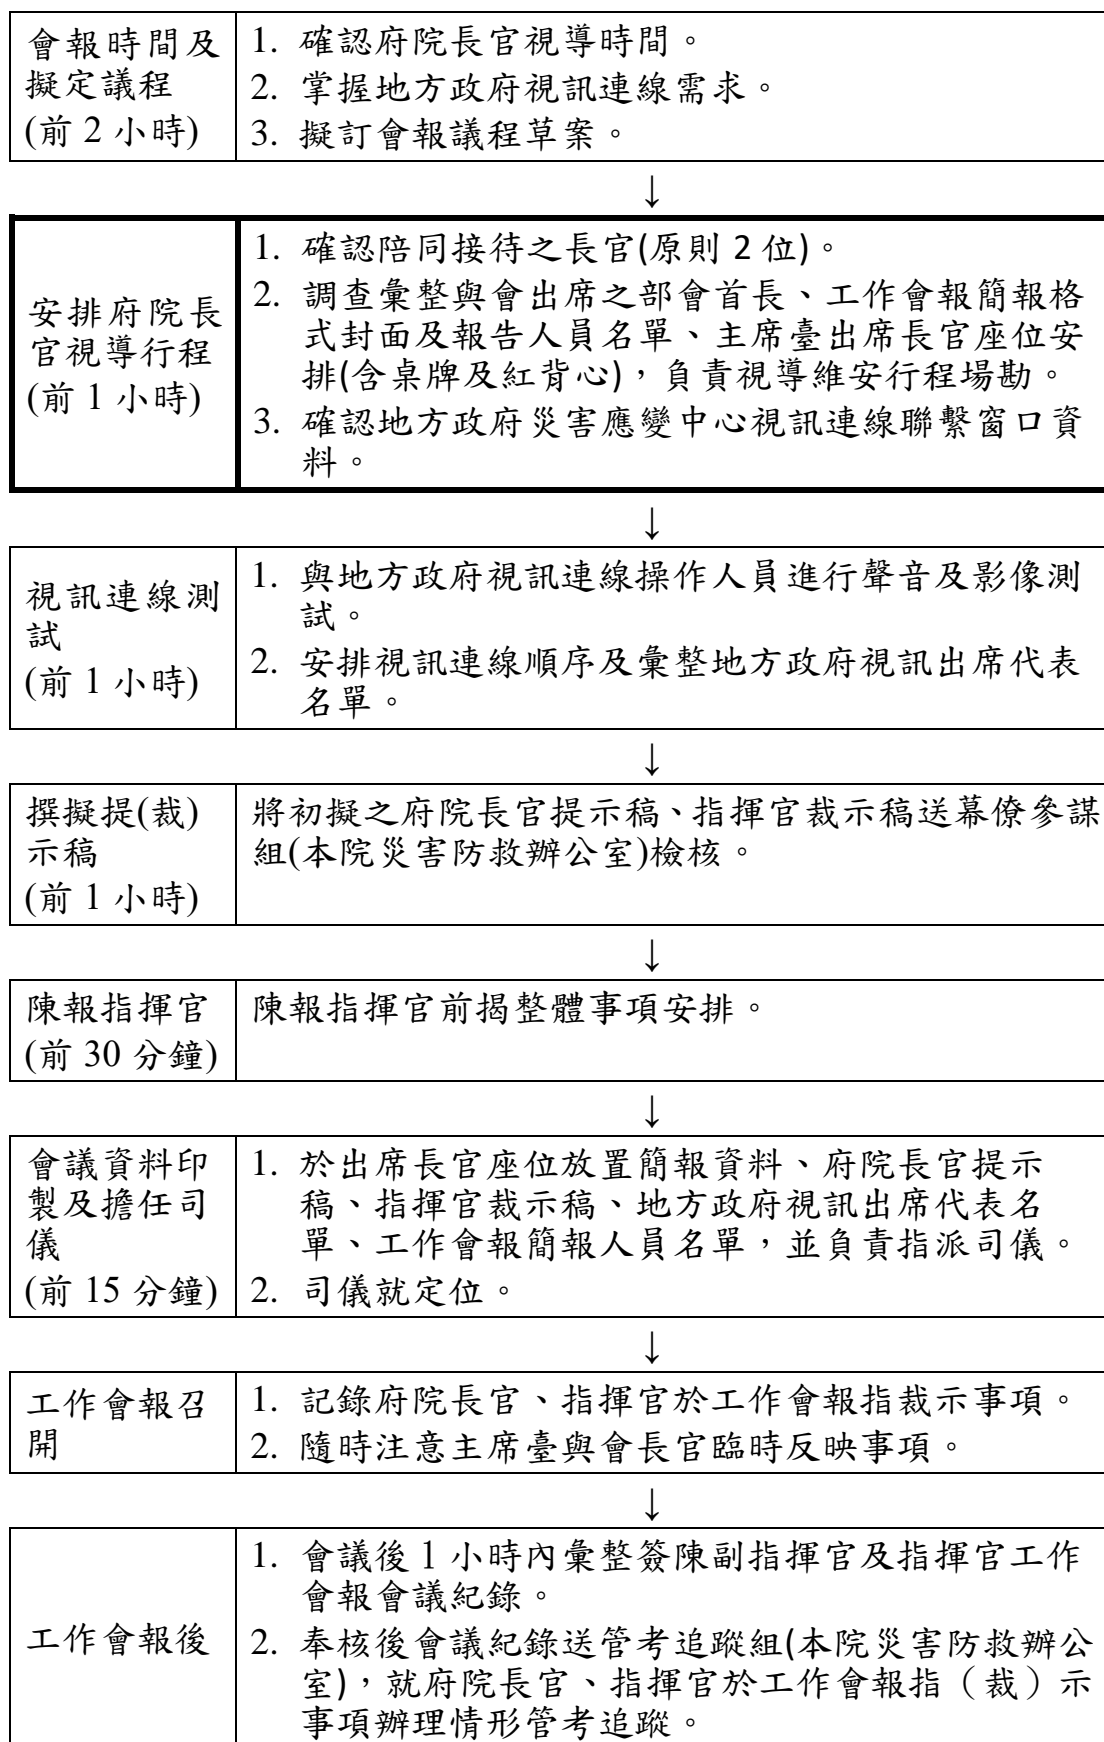 會報時間及
擬定議程
(前 2 小時)
1. 確認府院長官視導時間。
2. 掌握地方政府視訊連線需求。
3. 擬訂會報議程草案。
↓
安排府院長
官視導行程
(前 1 小時)
1. 確認陪同接待之長官(原則 2 位)。
2. 調查彙整與會出席之部會首長、工作會報簡報格
式封面及報告人員名單、主席臺出席長官座位安
排(含桌牌及紅背心)，負責視導維安行程場勘。
3. 確認地方政府災害應變中心視訊連線聯繫窗口資
料。
↓
視訊連線測
試
(前 1 小時)
1. 與地方政府視訊連線操作人員進行聲音及影像測
試。
2. 安排視訊連線順序及彙整地方政府視訊出席代表
名單。
↓
撰擬提(裁)
示稿
(前 1 小時)
將初擬之府院長官提示稿、指揮官裁示稿送幕僚參謀
組(本院災害防救辦公室)檢核。
↓
陳報指揮官
(前 30 分鐘)
陳報指揮官前揭整體事項安排。
↓
會議資料印
製及擔任司
儀
(前 15 分鐘)
1. 於出席長官座位放置簡報資料、府院長官提示
稿、指揮官裁示稿、地方政府視訊出席代表名
單、工作會報簡報人員名單，並負責指派司儀。
2. 司儀就定位。
↓
工作會報召
開
1. 記錄府院長官、指揮官於工作會報指裁示事項。
2. 隨時注意主席臺與會長官臨時反映事項。
↓
工作會報後
1. 會議後 1 小時內彙整簽陳副指揮官及指揮官工作
會報會議紀錄。
2. 奉核後會議紀錄送管考追蹤組(本院災害防救辦公
室)，就府院長官、指揮官於工作會報指（裁）示
事項辦理情形管考追蹤。